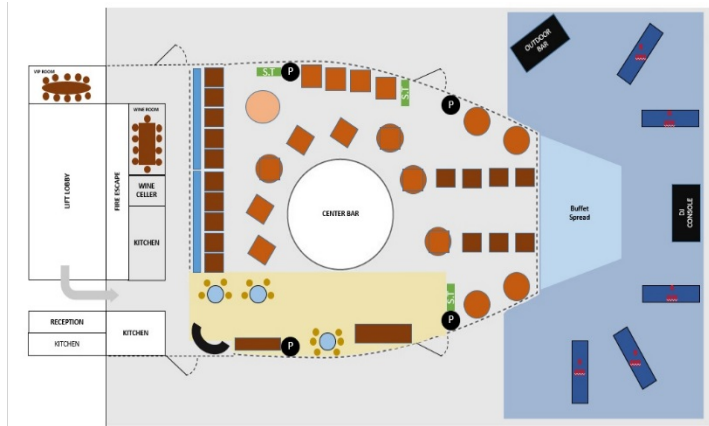 VIP ROOM
WINE ROOM
LIFT LOBBY
FIRE ESCAPE
WINE
CELLER
KITCHEN
RECEPTION
KITCHEN
KITCHEN
S.T
P
S.T
P
CENTER BAR
S.T
P
P
OUTDOOR
BAR
Buffet
Spread
DJ
CONSOLE